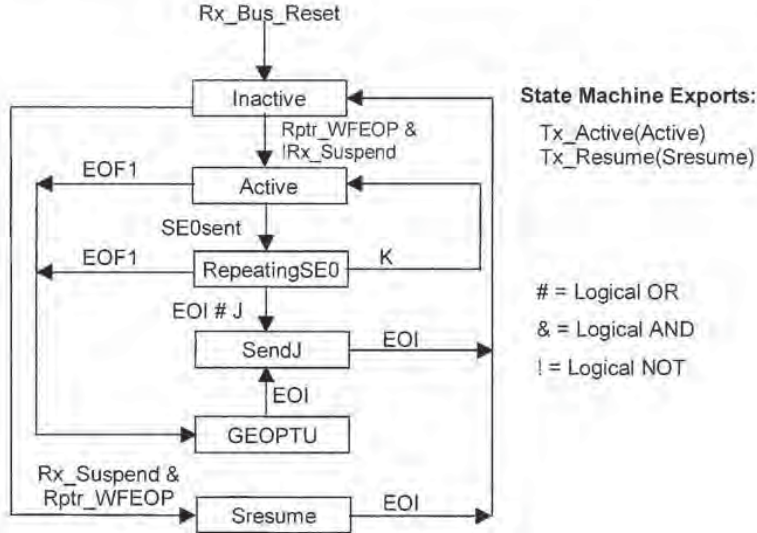 Rx_Bus_Reset
Inactive
State Machine Exports:
Rptr_WFEOP &
!Rx_Suspend
Tx_Active(Active)
Tx_Resume(Sresume)
EOF1
Active
SE0sent
EOF1
RepeatingSE0
K
# = Logical OR
EOI # J
& = Logical AND
SendJ
EOI
! = Logical NOT
EOI
GEOPTU
Rx_Suspend &
Rptr_WFEOP
Sresume
EOI